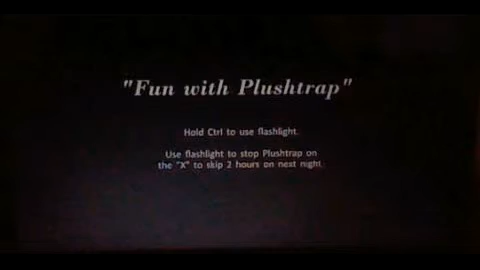 "Fun with Plushtrap"
Hold Ctrl to use flashlight.
Use flashlight to stop Plushtrap on
the "X" to skip 2 hours on next night.